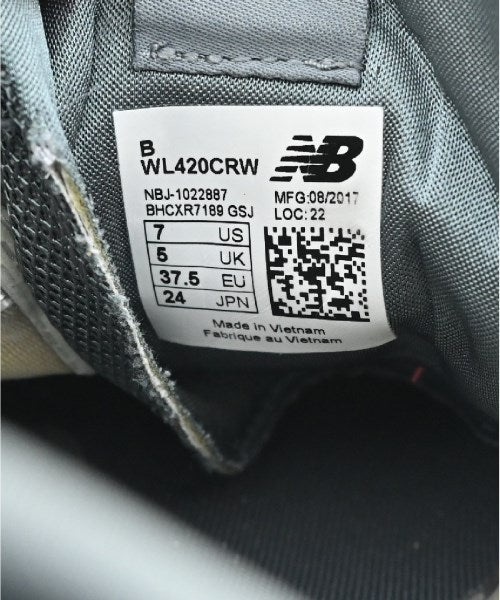 B
WL420CRW
NB
NBJ-1022887
BHCXR7189 GSJ
MFG:08/2017
LOC: 22
7 US
5 UK
37.5 EU
24 JPN
Made in Vietnam
Fabrique au Vietnam